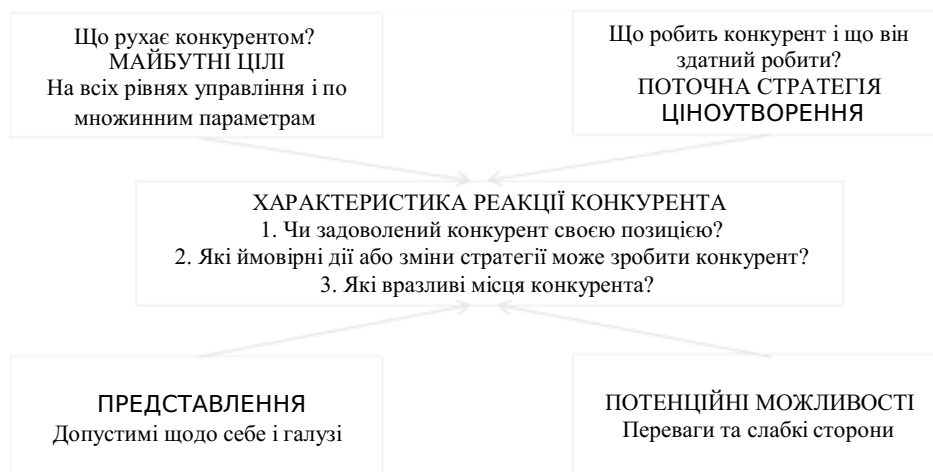 Що рухає конкурентом?
МАЙБУТНІ ЦІЛІ
На всіх рівнях управління і по
множинним параметрам
Що робить конкурент і що він
здатний робити?
ПОТОЧНА СТРАТЕГІЯ
ЦІНОУТВОРЕННЯ
ХАРАКТЕРИСТИКА РЕАКЦІЇ КОНКУРЕНТА
1. Чи задоволений конкурент своєю позицією?
2. Які ймовірні дії або зміни стратегії може зробити конкурент?
3. Які вразливі місця конкурента?
ПРЕДСТАВЛЕННЯ
Допустимі щодо себе і галузі
ПОТЕНЦІЙНІ МОЖЛИВОСТІ
Переваги та слабкі сторони